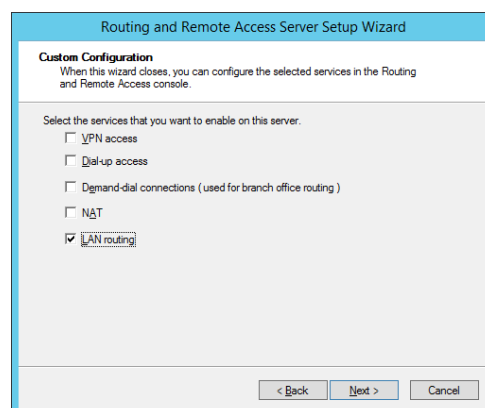 Routing and Remote Access Server Setup Wizard
Custom Configuration
When this wizard closes, you can configure the selected services in the Routing
and Remote Access console.
Select the services that you want to enable on this server.
VPN access
Dial-up access
Demand-dial connections ( used for branch office routing )
NAT
LAN routing
< Back
Next >
Cancel